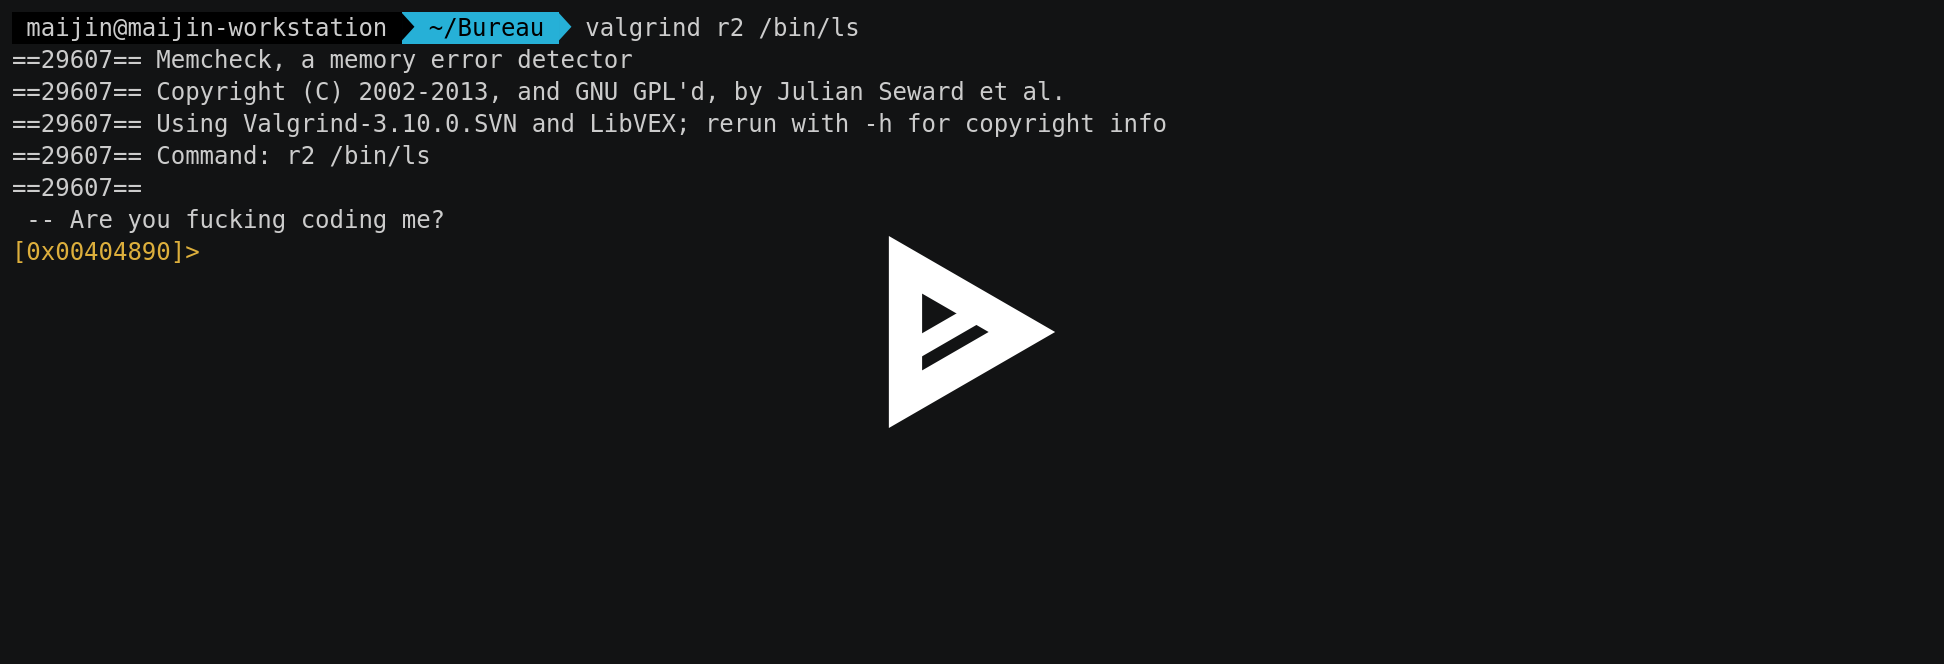 maijin@maijin-workstation ~/Bureau valgrind r2 /bin/ls
==29607== Memcheck, a memory error detector
==29607== Copyright (C) 2002-2013, and GNU GPL'd, by Julian Seward et al.
==29607== Using Valgrind-3.10.0.SVN and LibVEX; rerun with -h for copyright info
==29607== Command: r2 /bin/ls
==29607==
 -- Are you fucking coding me?
[0x00404890]>